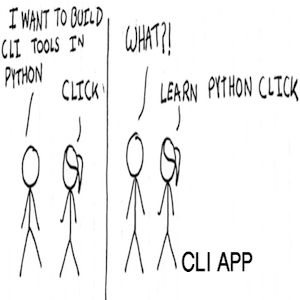 I WANT TO BUILD
CLI TOOLS IN
PYTHON
CLICK
WHAT?!
LEARN PYTHON CLICK
CLI APP